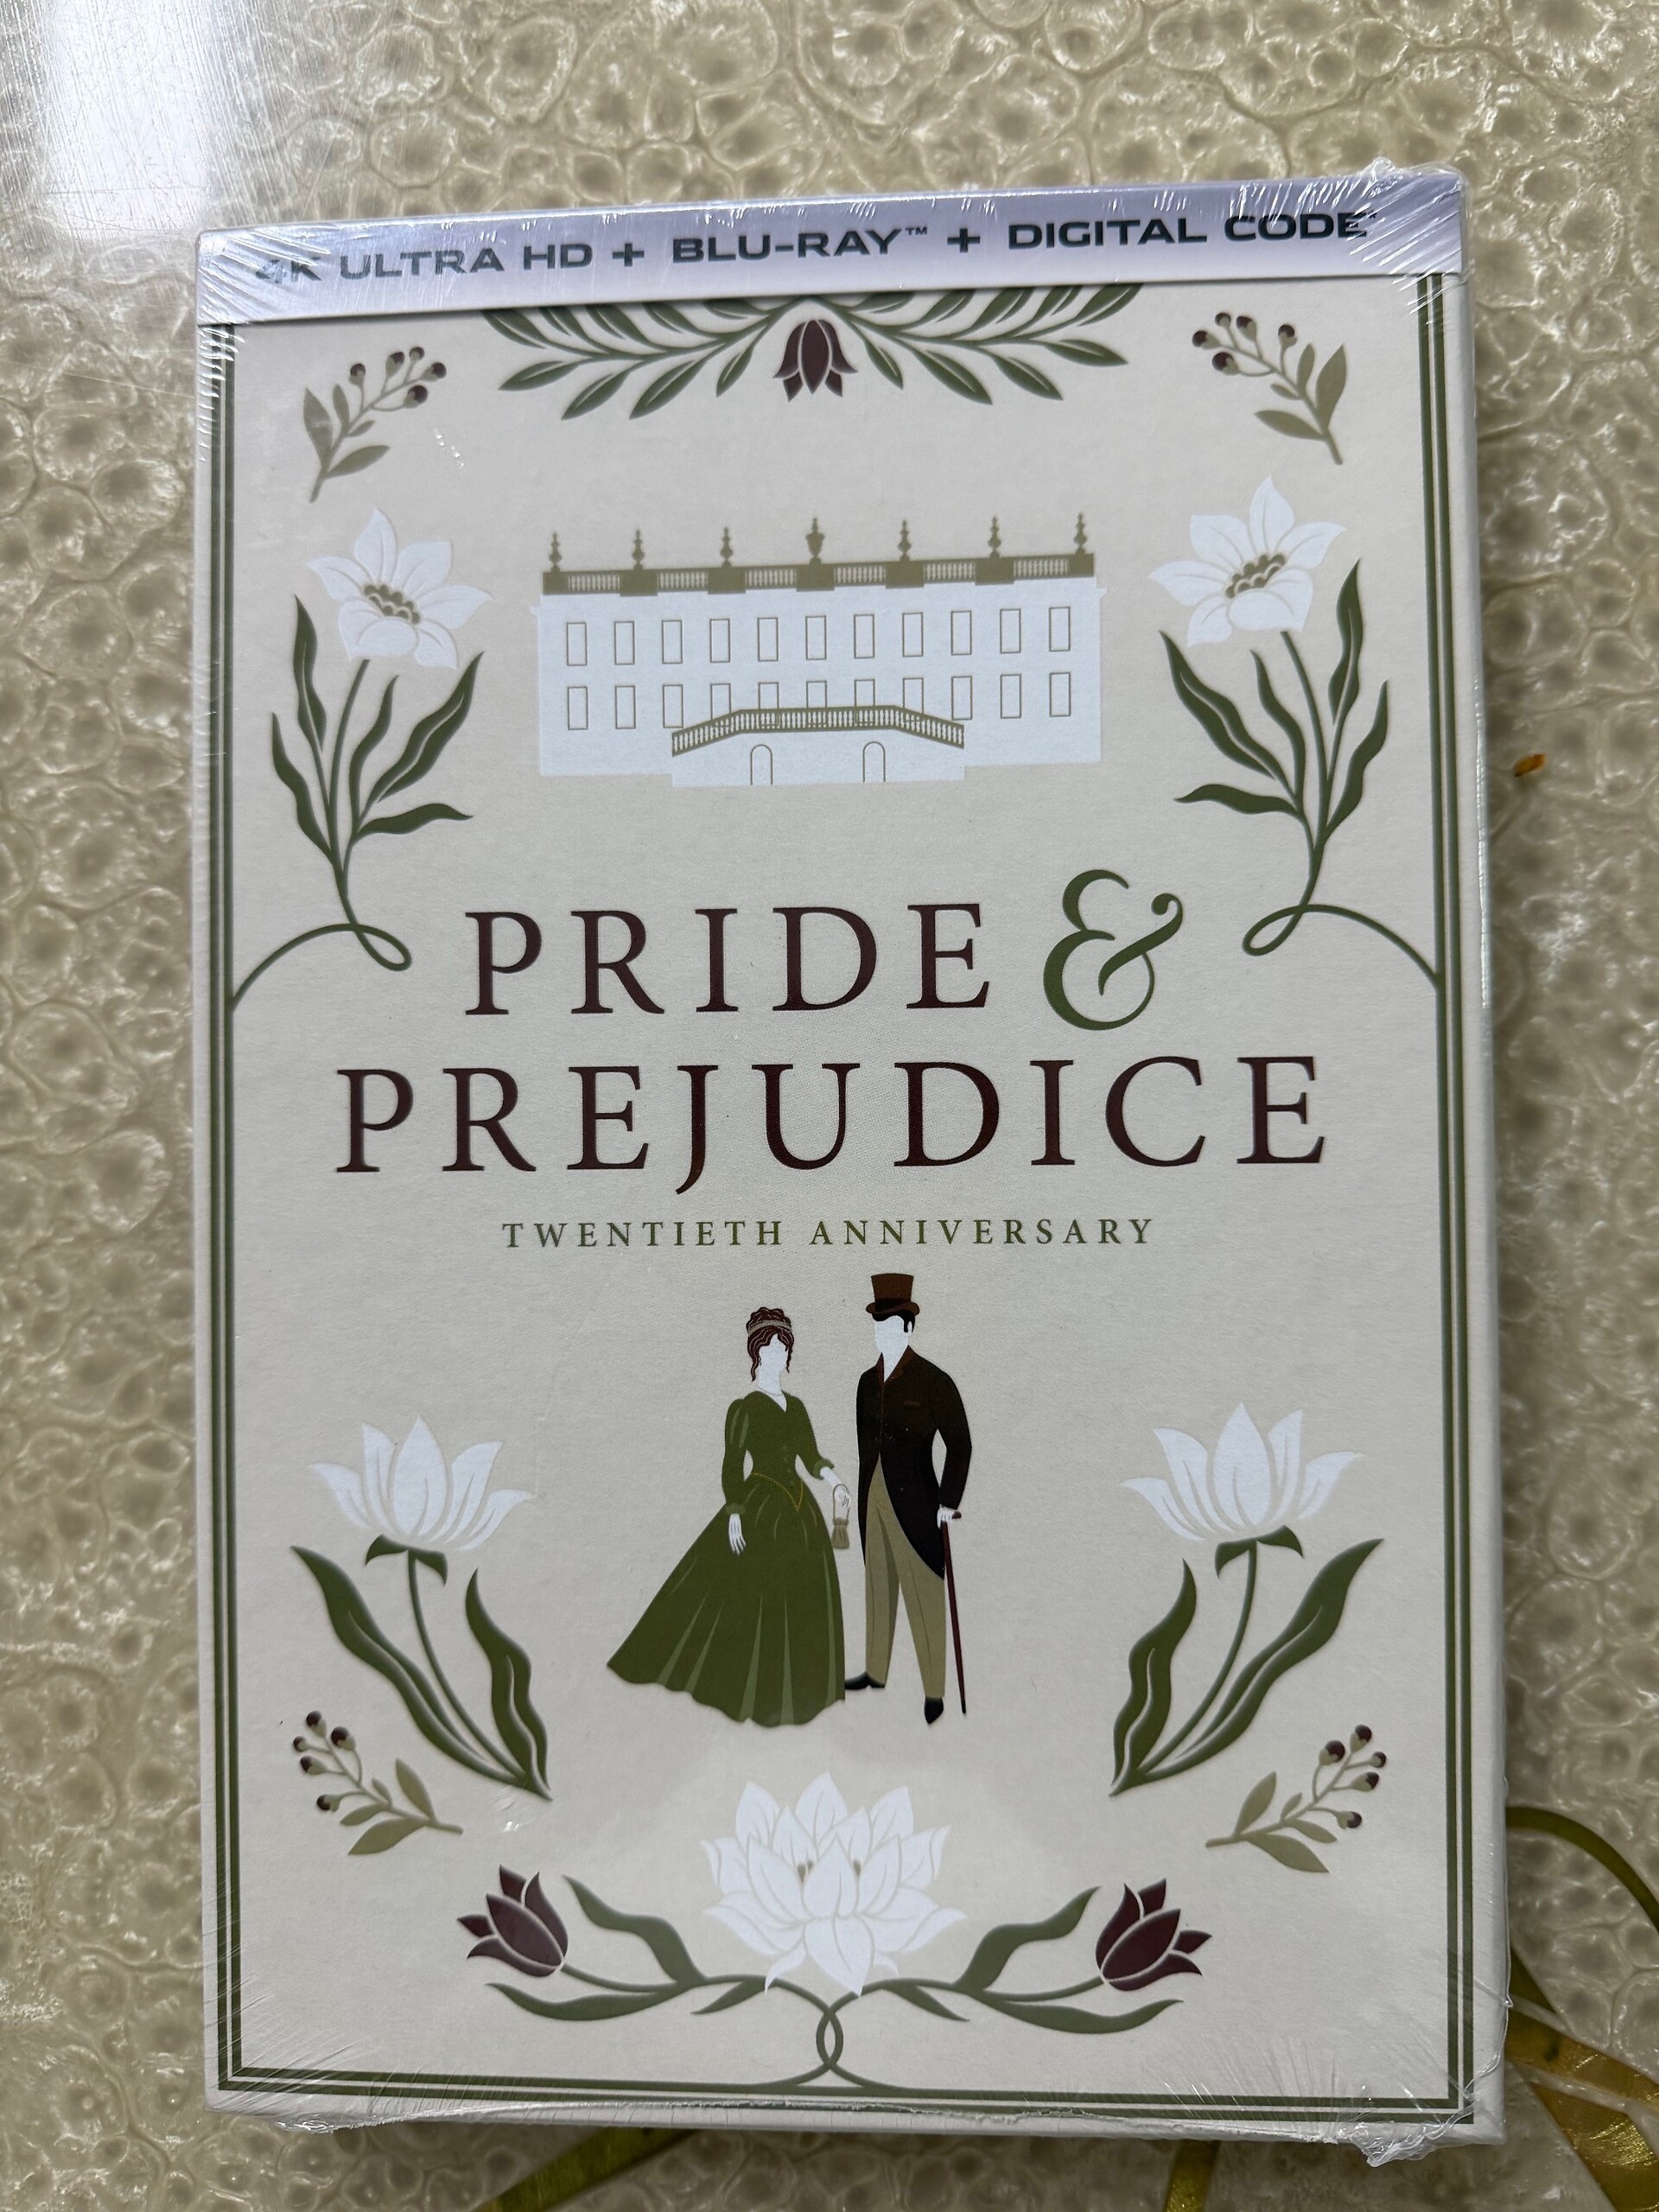 4K ULTRA HD + BLU-RAY™ + DIGITAL CODE*
PRIDE &
PREJUDICE
TWENTIETH ANNIVERSARY